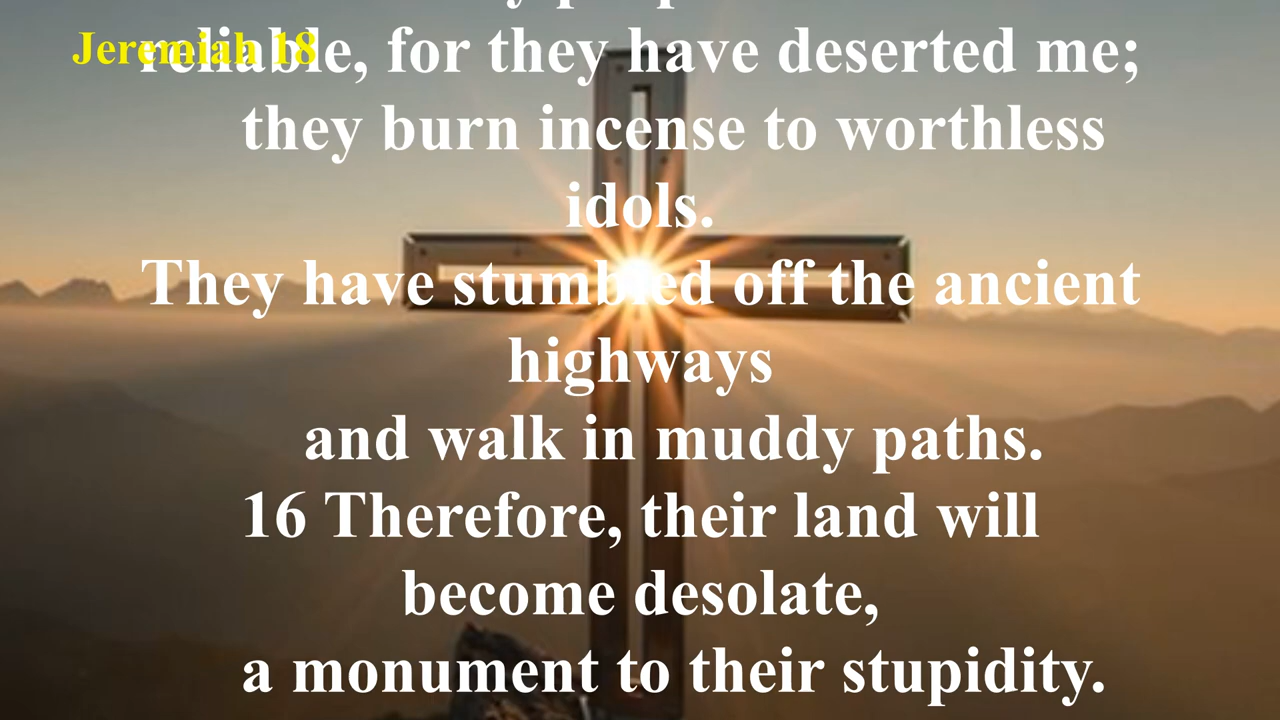 Jeremiah 18
reliable, for they have deserted me;
they burn incense to worthless
idols.
They have stumbled off the ancient
highways
and walk in muddy paths.
16 Therefore, their land will
become desolate,
a monument to their stupidity.